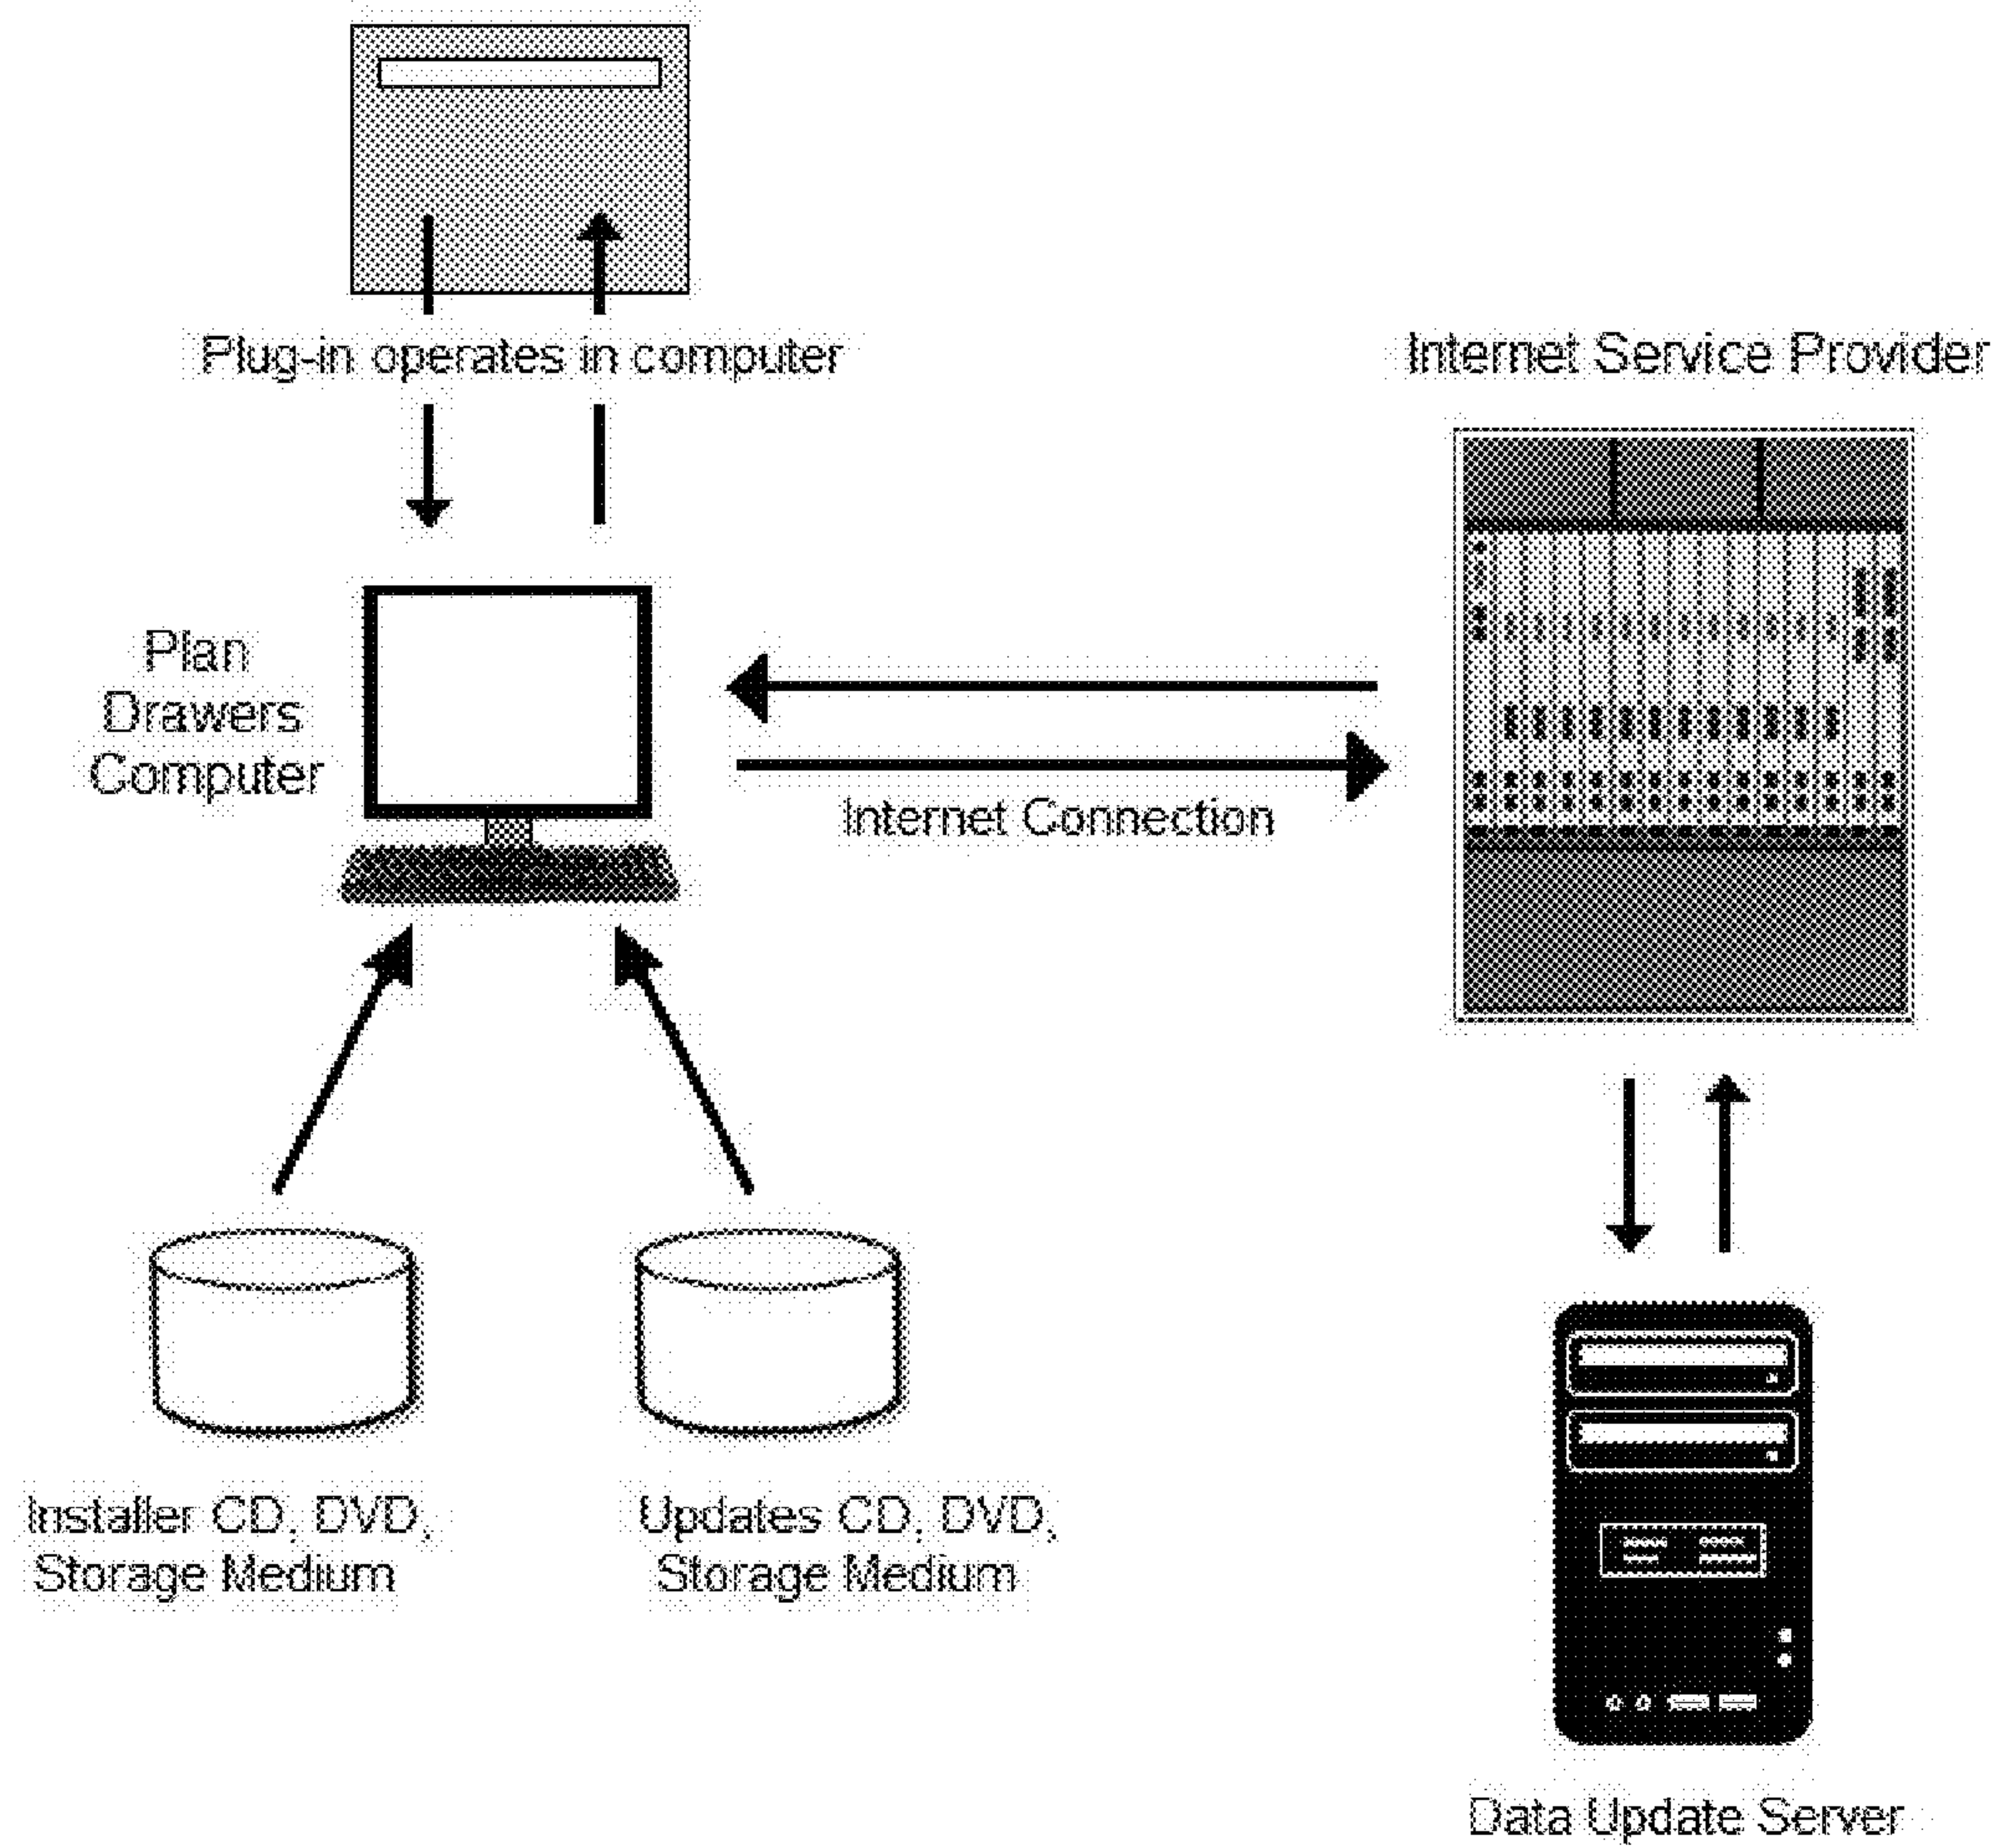 Plug-in operates in computer
Internet Service Provider
Plan
Drawers
Computer
Internet Connection
Installer CD, DVD,
Storage Medium
Updates CD, DVD,
Storage Medium
Data Update Server